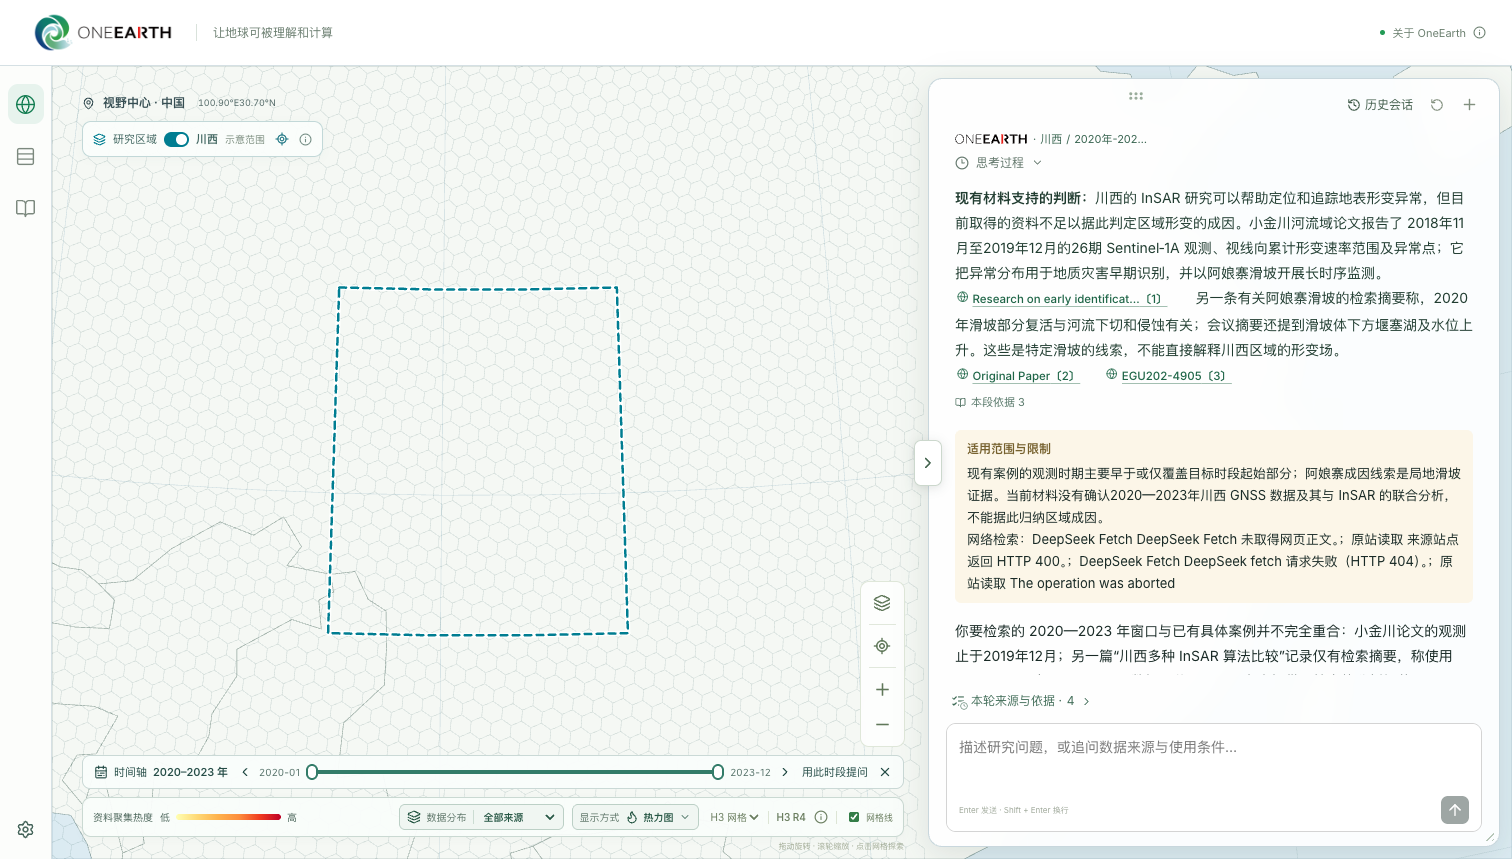 ONEEARTH
让地球可被理解和计算
关于 OneEarth
视野中心 · 中国 100.90°E30.70°N
研究区域 川西 示意范围
历史会话
ONEEARTH · 川西 / 2020年-202...
思考过程
现有材料支持的判断：川西的 InSAR 研究可以帮助定位和追踪地表形变异常，但目
前取得的资料不足以据此判定区域形变的成因。小金川河流域论文报告了 2018年11
月至2019年12月的26期 Sentinel-1A 观测、视线向累计形变速率范围及异常点；它
把异常分布用于地质灾害早期识别，并以阿娘寨滑坡开展长时序监测。
Research on early identificat...〔1〕 另一条有关阿娘寨滑坡的检索摘要称，2020
年滑坡部分复活与河流下切和侵蚀有关；会议摘要还提到滑坡体下方堰塞湖及水位上
升。这些是特定滑坡的线索，不能直接解释川西区域的形变场。
Original Paper〔2〕 EGU202-4905〔3〕
本段依据 3
适用范围与限制
现有案例的观测时期主要早于或仅覆盖目标时段起始部分；阿娘寨成因线索是局地滑坡
证据。当前材料没有确认2020—2023年川西 GNSS 数据及其与 InSAR 的联合分析，
不能据此归纳区域成因。
网络检索：DeepSeek Fetch DeepSeek Fetch 未取得网页正文。；原站读取 来源站点
返回 HTTP 400。；DeepSeek Fetch DeepSeek fetch 请求失败（HTTP 404）。；原
站读取 The operation was aborted
你要检索的 2020—2023 年窗口与已有具体案例并不完全重合：小金川论文的观测
止于2019年12月；另一篇“川西多种 InSAR 算法比较”记录仅有检索摘要，称使用
本轮来源与依据 · 4
描述研究问题，或追问数据来源与使用条件...
Enter 发送 · Shift + Enter 换行
时间轴 2020–2023 年 2020-01 2023-12 用此时段提问
资料聚集热度 低 高 数据分布 全部来源 显示方式 热力图 H3 网格 H3 R4 网格线
拖动旋转 · 滚轮缩放 · 点击网格探索